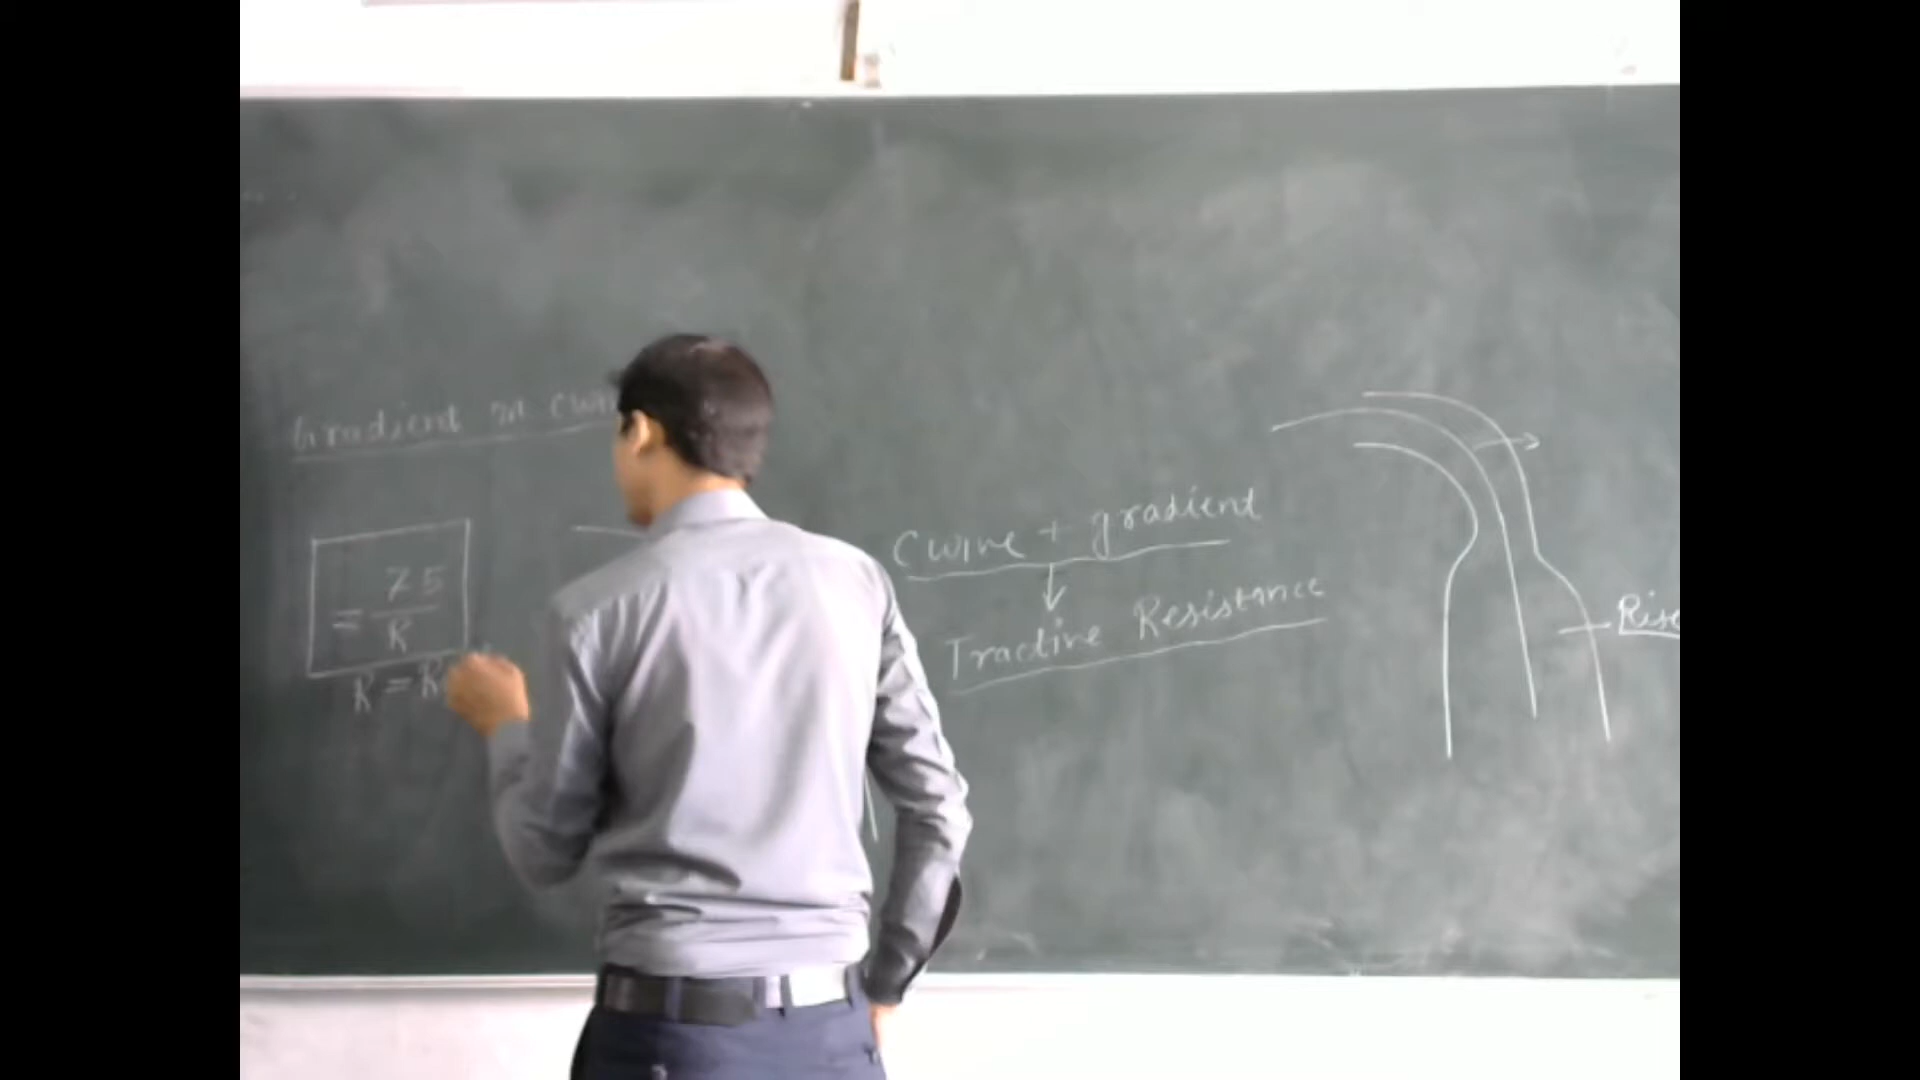 Gradient in Curve
= 75
R
R = R
Curve + gradient
↓
Tractive Resistance
Rise